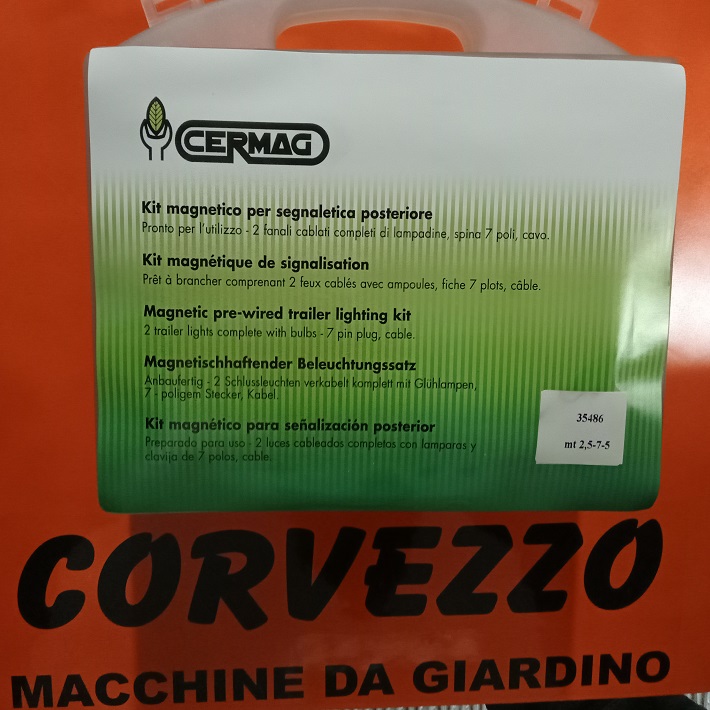 CERMAG
Kit magnetico per segnaletica posteriore
Pronto per l'utilizzo - 2 fanali cablati completi di lampadine, spina 7 poli, cavo.
Kit magnétique de signalisation
Prêt à brancher comprenant 2 feux cablés avec ampoules, fiche 7 plots, câble.
Magnetic pre-wired trailer lighting kit
2 trailer lights complete with bulbs - 7 pin plug, cable.
Magnetischhaftender Beleuchtungssatz
Anbaufertig - 2 Schlussleuchten verkabelt komplett mit Glühlampen,
7 - poligem Stecker, Kabel.
Kit magnético para señalización posterior
Preparado para uso - 2 luces cableados completas con lamparas y
clavija de 7 polos, cable.
35486
mt 2,5-7-5
CORVEZZO
MACCHINE DA GIARDINO